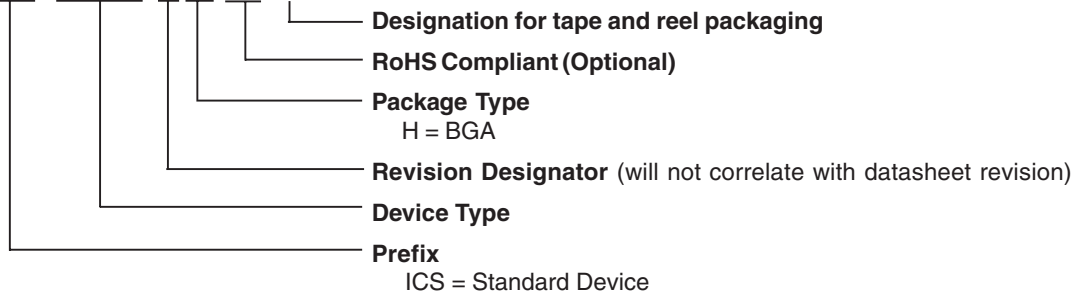 Designation for tape and reel packaging
RoHS Compliant (Optional)
Package Type
H = BGA
Revision Designator (will not correlate with datasheet revision)
Device Type
Prefix
ICS = Standard Device